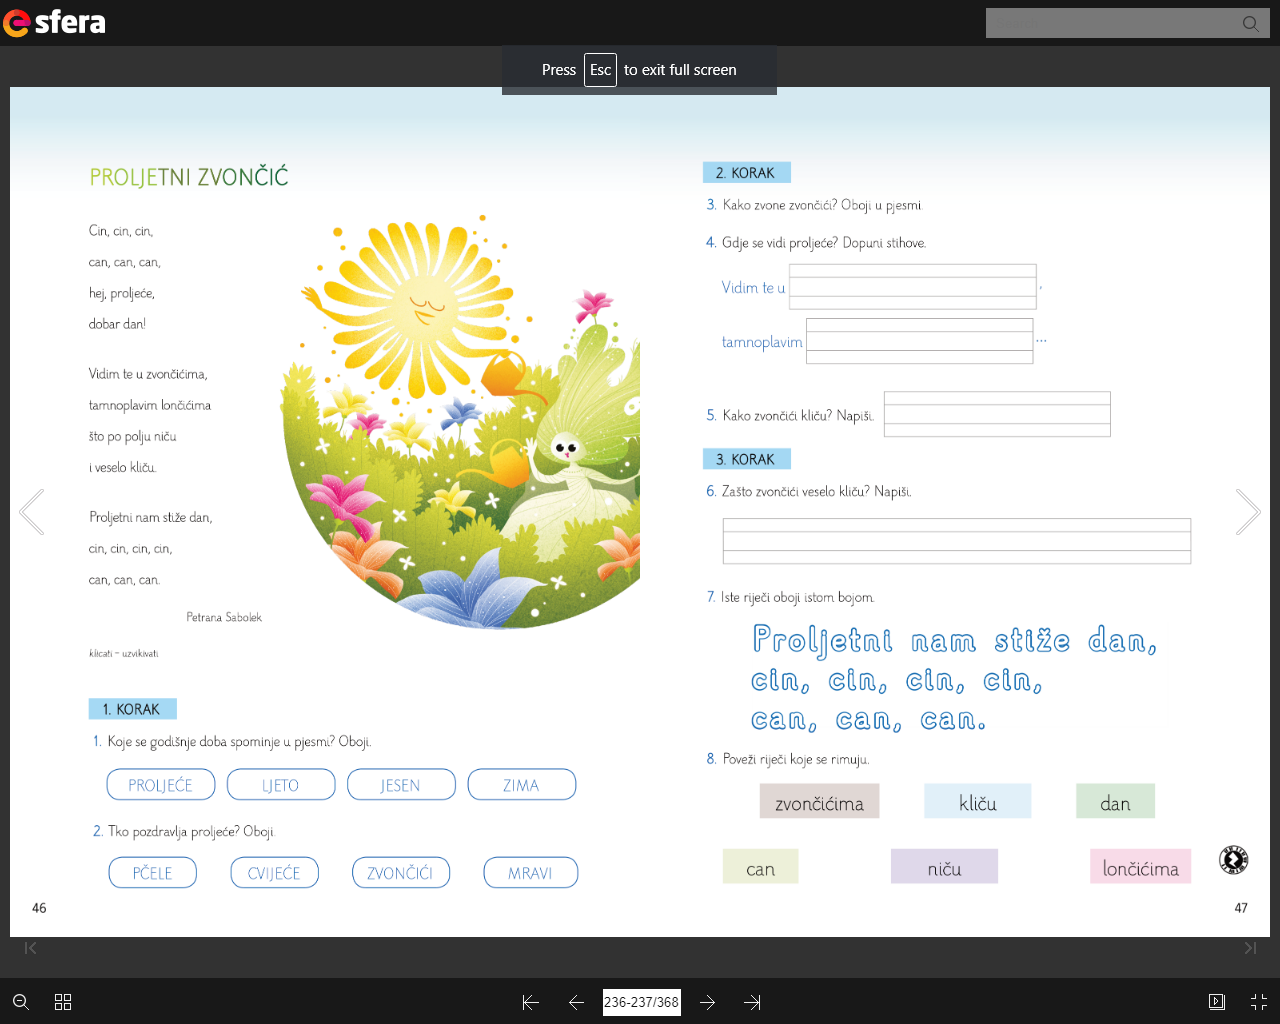 sfera
Press Esc to exit full screen
PROLJETNI ZVONČIĆ
Cin, cin, cin,
can, can, can,
hej, proljeće,
dobar dan!
Vidim te u zvončićima,
tamnoplavim lončićima
što po polju niču
i veselo kliču.
Proljetni nam stiže dan,
cin, cin, cin, cin,
can, can, can.
Petrana Sabolek
klicati – uzvikivati
1. KORAK
1. Koje se godišnje doba spominje u pjesmi? Oboji.
PROLJEĆE LJETO JESEN ZIMA
2. Tko pozdravlja proljeće? Oboji.
PČELE CVIJEĆE ZVONČIĆI MRAVI
46
2. KORAK
3. Kako zvone zvončići? Oboji u pjesmi.
4. Gdje se vidi proljeće? Dopuni stihove.
Vidim te u ,
tamnoplavim ...
5. Kako zvončići kliču? Napiši.
3. KORAK
6. Zašto zvončići veselo kliču? Napiši.
7. Iste riječi oboji istom bojom.
Proljetni nam stiže dan,
cin, cin, cin, cin,
can, can, can.
8. Poveži riječi koje se rimuju.
zvončićima kliču dan
can niču lončićima
47
236-237/368